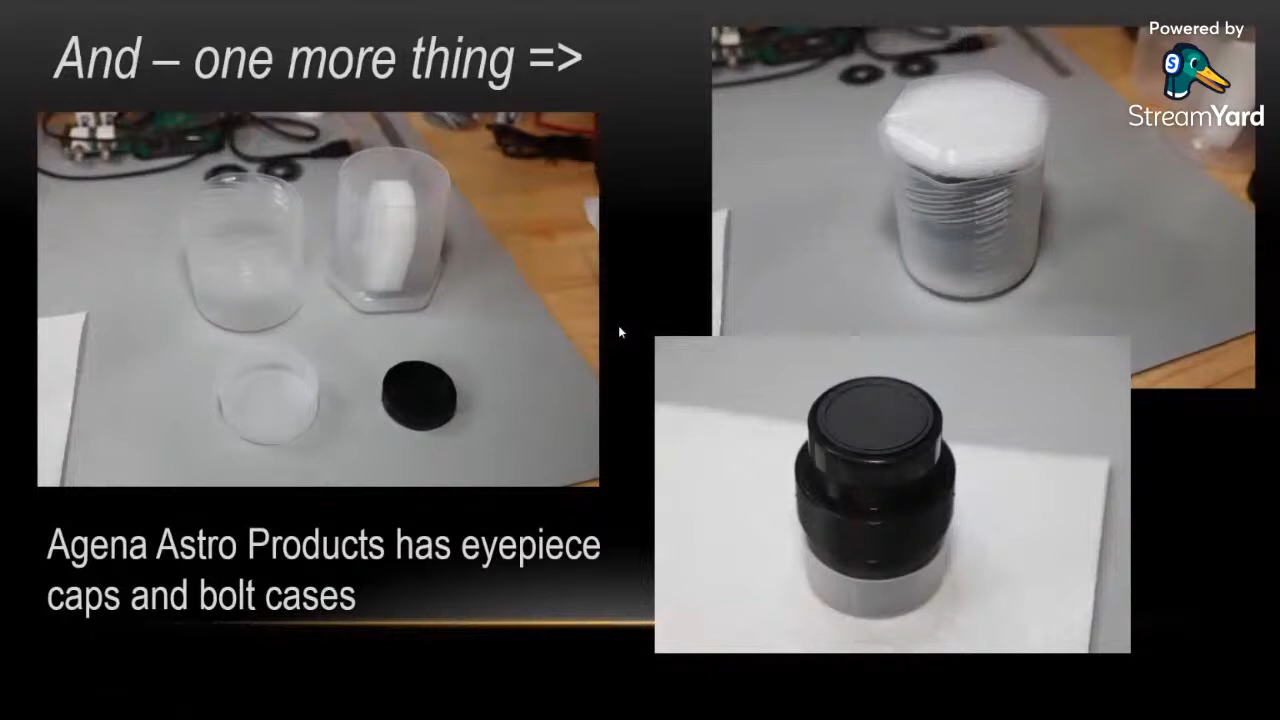 And – one more thing =>
Powered by
S
StreamYard
Agena Astro Products has eyepiece
caps and bolt cases